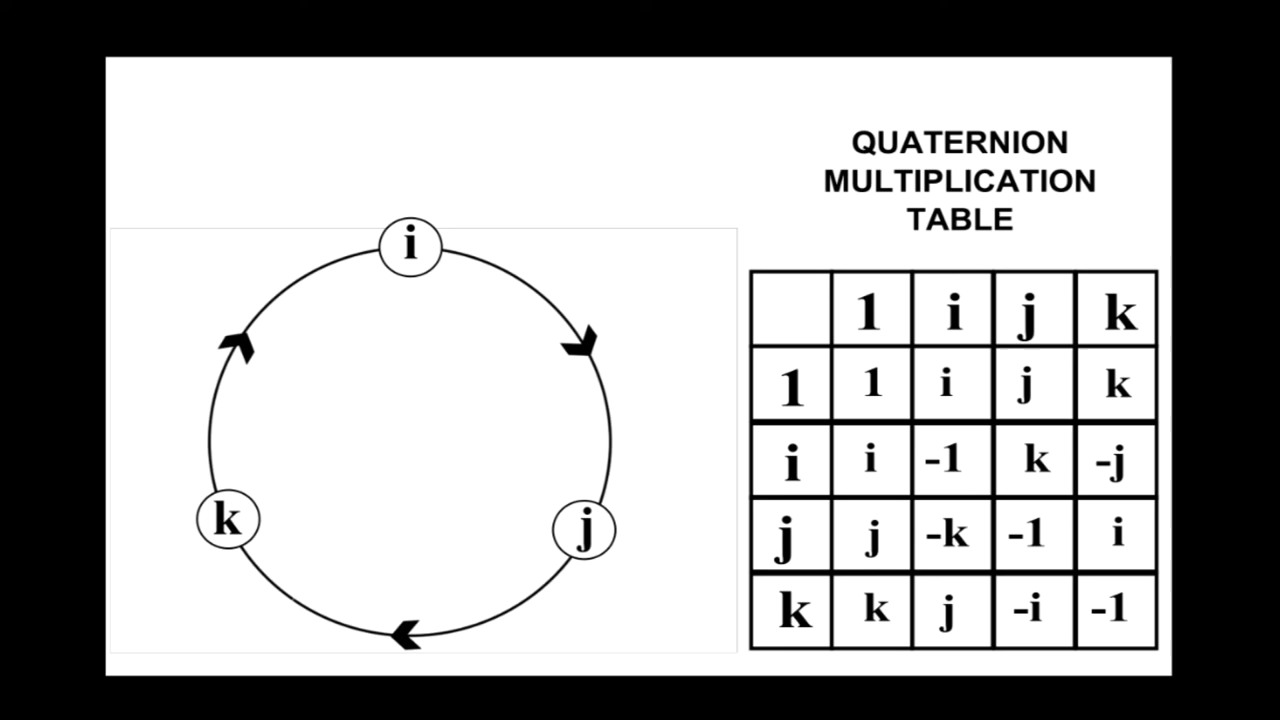 QUATERNION
MULTIPLICATION
TABLE
i
j
k
1 i j k
1 1 i j k
i i -1 k -j
j j -k -1 i
k k j -i -1